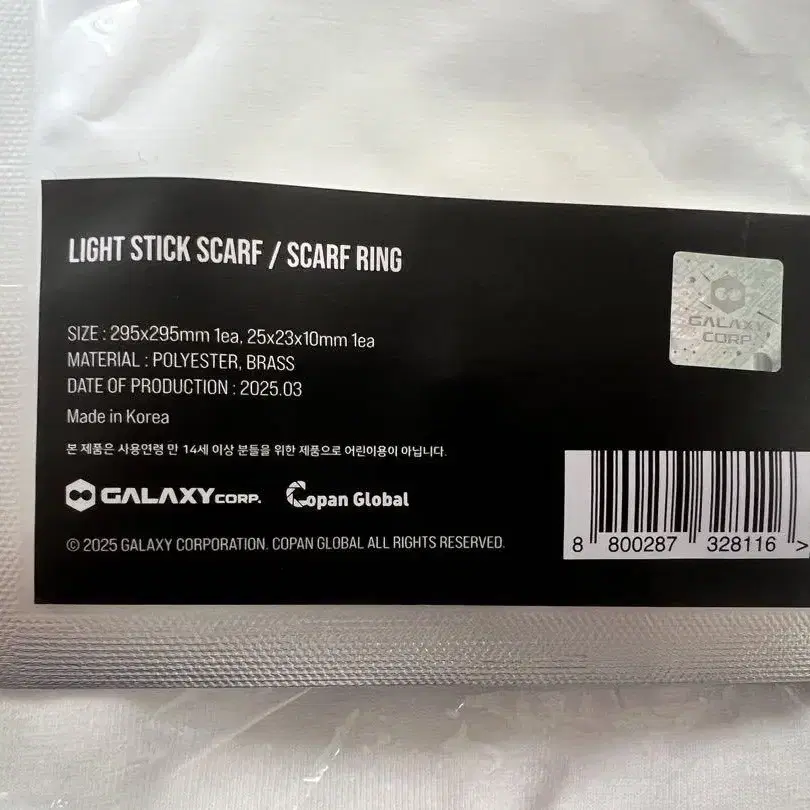 LIGHT STICK SCARF / SCARF RING
SIZE : 295x295mm 1ea, 25x23x10mm 1ea
MATERIAL : POLYESTER, BRASS
DATE OF PRODUCTION : 2025.03
Made in Korea
본 제품은 사용연령 만 14세 이상 분들을 위한 제품으로 어린이용이 아닙니다.
GALAXY CORP. Copan Global
© 2025 GALAXY CORPORATION. COPAN GLOBAL ALL RIGHTS RESERVED.
GALAXY
CORP.
8 800287 328116 >